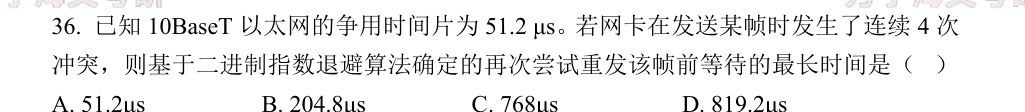 36. 已知 10BaseT 以太网的争用时间片为 51.2 μs。若网卡在发送某帧时发生了连续 4 次
冲突，则基于二进制指数退避算法确定的再次尝试重发该帧前等待的最长时间是（ ）
A. 51.2μs B. 204.8μs C. 768μs D. 819.2μs